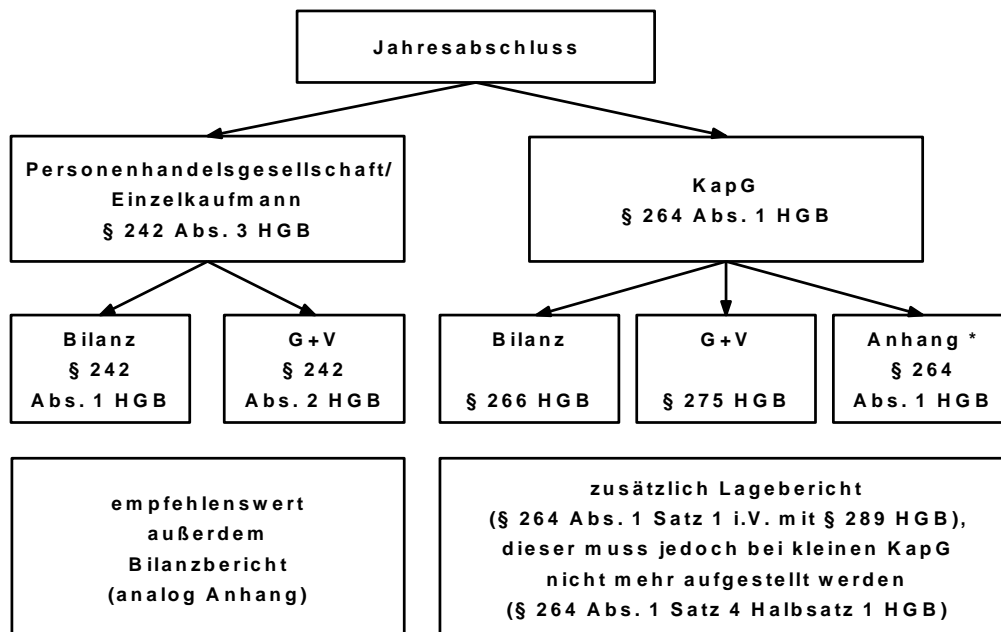 Jahresabschluss
Personenhandelsgesellschaft/
Einzelkaufmann
§ 242 Abs. 3 HGB
KapG
§ 264 Abs. 1 HGB
Bilanz
§ 242
Abs. 1 HGB
G+V
§ 242
Abs. 2 HGB
Bilanz
§ 266 HGB
G+V
§ 275 HGB
Anhang *
§ 264
Abs. 1 HGB
empfehlenswert
außerdem
Bilanzbericht
(analog Anhang)
zusätzlich Lagebericht
(§ 264 Abs. 1 Satz 1 i.V. mit § 289 HGB),
dieser muss jedoch bei kleinen KapG
nicht mehr aufgestellt werden
(§ 264 Abs. 1 Satz 4 Halbsatz 1 HGB)